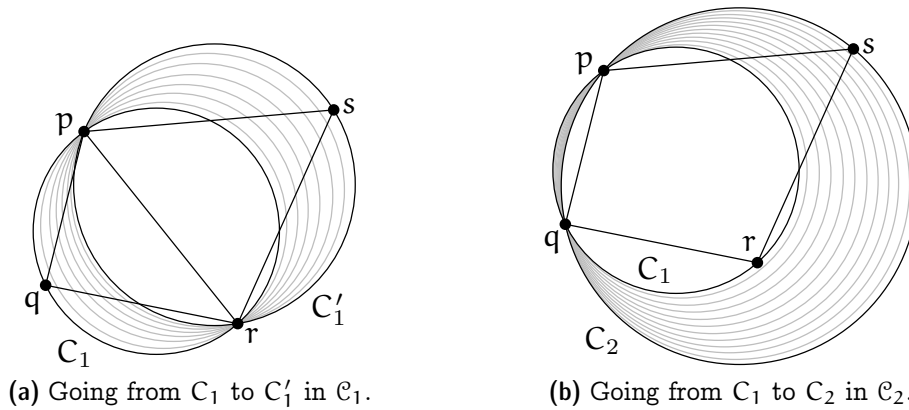 p
s
q
r
C₁
C₁′
(a) Going from C₁ to C₁′ in 𝒞₁.
p
s
q
r
C₁
C₂
(b) Going from C₁ to C₂ in 𝒞₂.